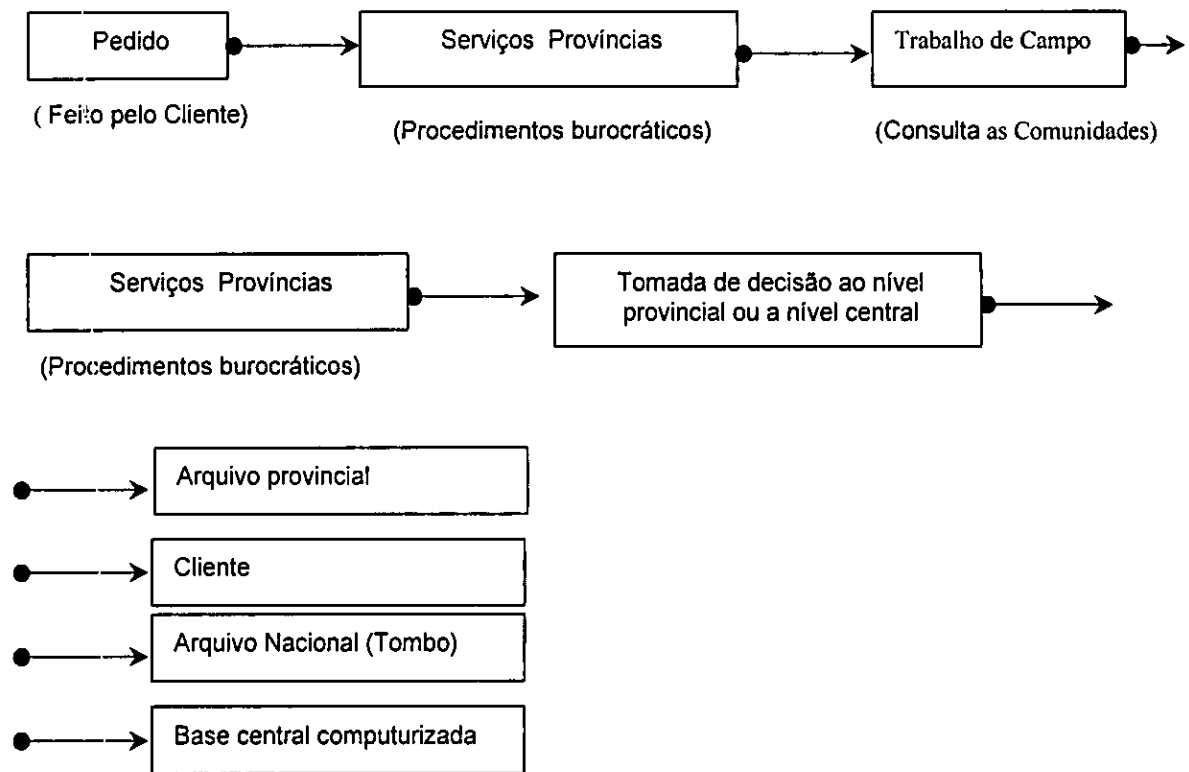 Pedido
Serviços Províncias
Trabalho de Campo
( Feito pelo Cliente)
(Procedimentos burocráticos)
(Consulta as Comunidades)
Serviços Províncias
Tomada de decisão ao nível
provincial ou a nível central
(Procedimentos burocráticos)
Arquivo provincial
Cliente
Arquivo Nacional (Tombo)
Base central computurizada